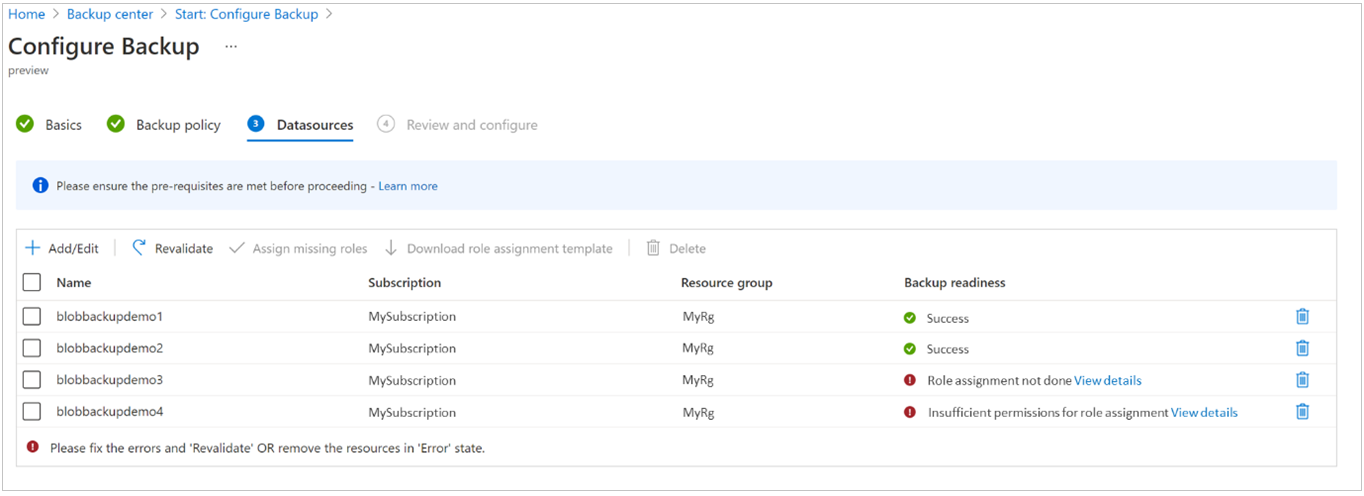 Home > Backup center > Start: Configure Backup >
Configure Backup ...
preview
Basics Backup policy 3 Datasources 4 Review and configure
Please ensure the pre-requisites are met before proceeding - Learn more
Add/Edit Revalidate Assign missing roles Download role assignment template Delete
Name Subscription Resource group Backup readiness
blobbackupdemo1 MySubscription MyRg Success
blobbackupdemo2 MySubscription MyRg Success
blobbackupdemo3 MySubscription MyRg Role assignment not done View details
blobbackupdemo4 MySubscription MyRg Insufficient permissions for role assignment View details
Please fix the errors and 'Revalidate' OR remove the resources in 'Error' state.